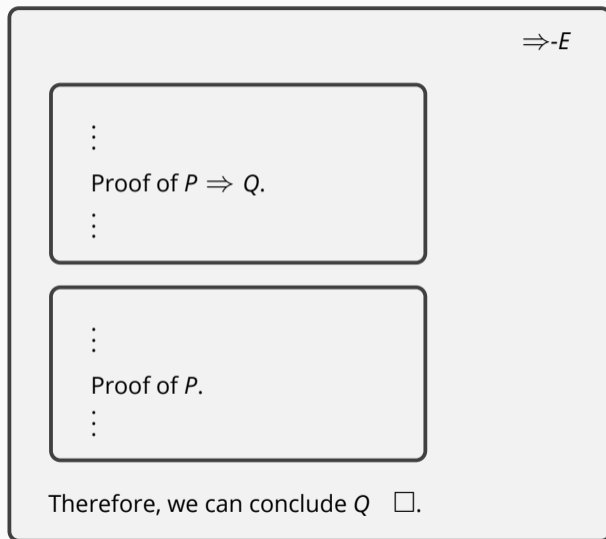 ⇒-E
⋮
Proof of P ⇒ Q.
⋮
⋮
Proof of P.
⋮
Therefore, we can conclude Q □.